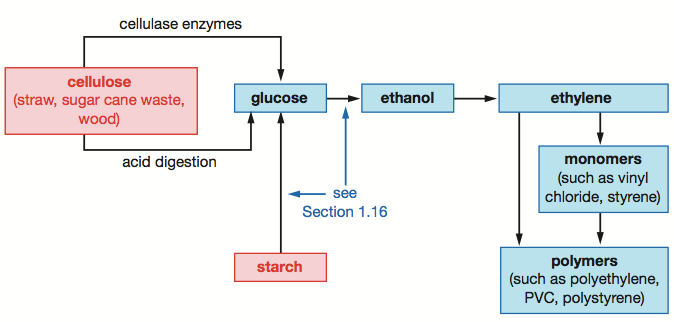 cellulase enzymes
cellulose
(straw, sugar cane waste,
wood)
glucose
ethanol
ethylene
acid digestion
monomers
(such as vinyl
chloride, styrene)
see
Section 1.16
starch
polymers
(such as polyethylene,
PVC, polystyrene)